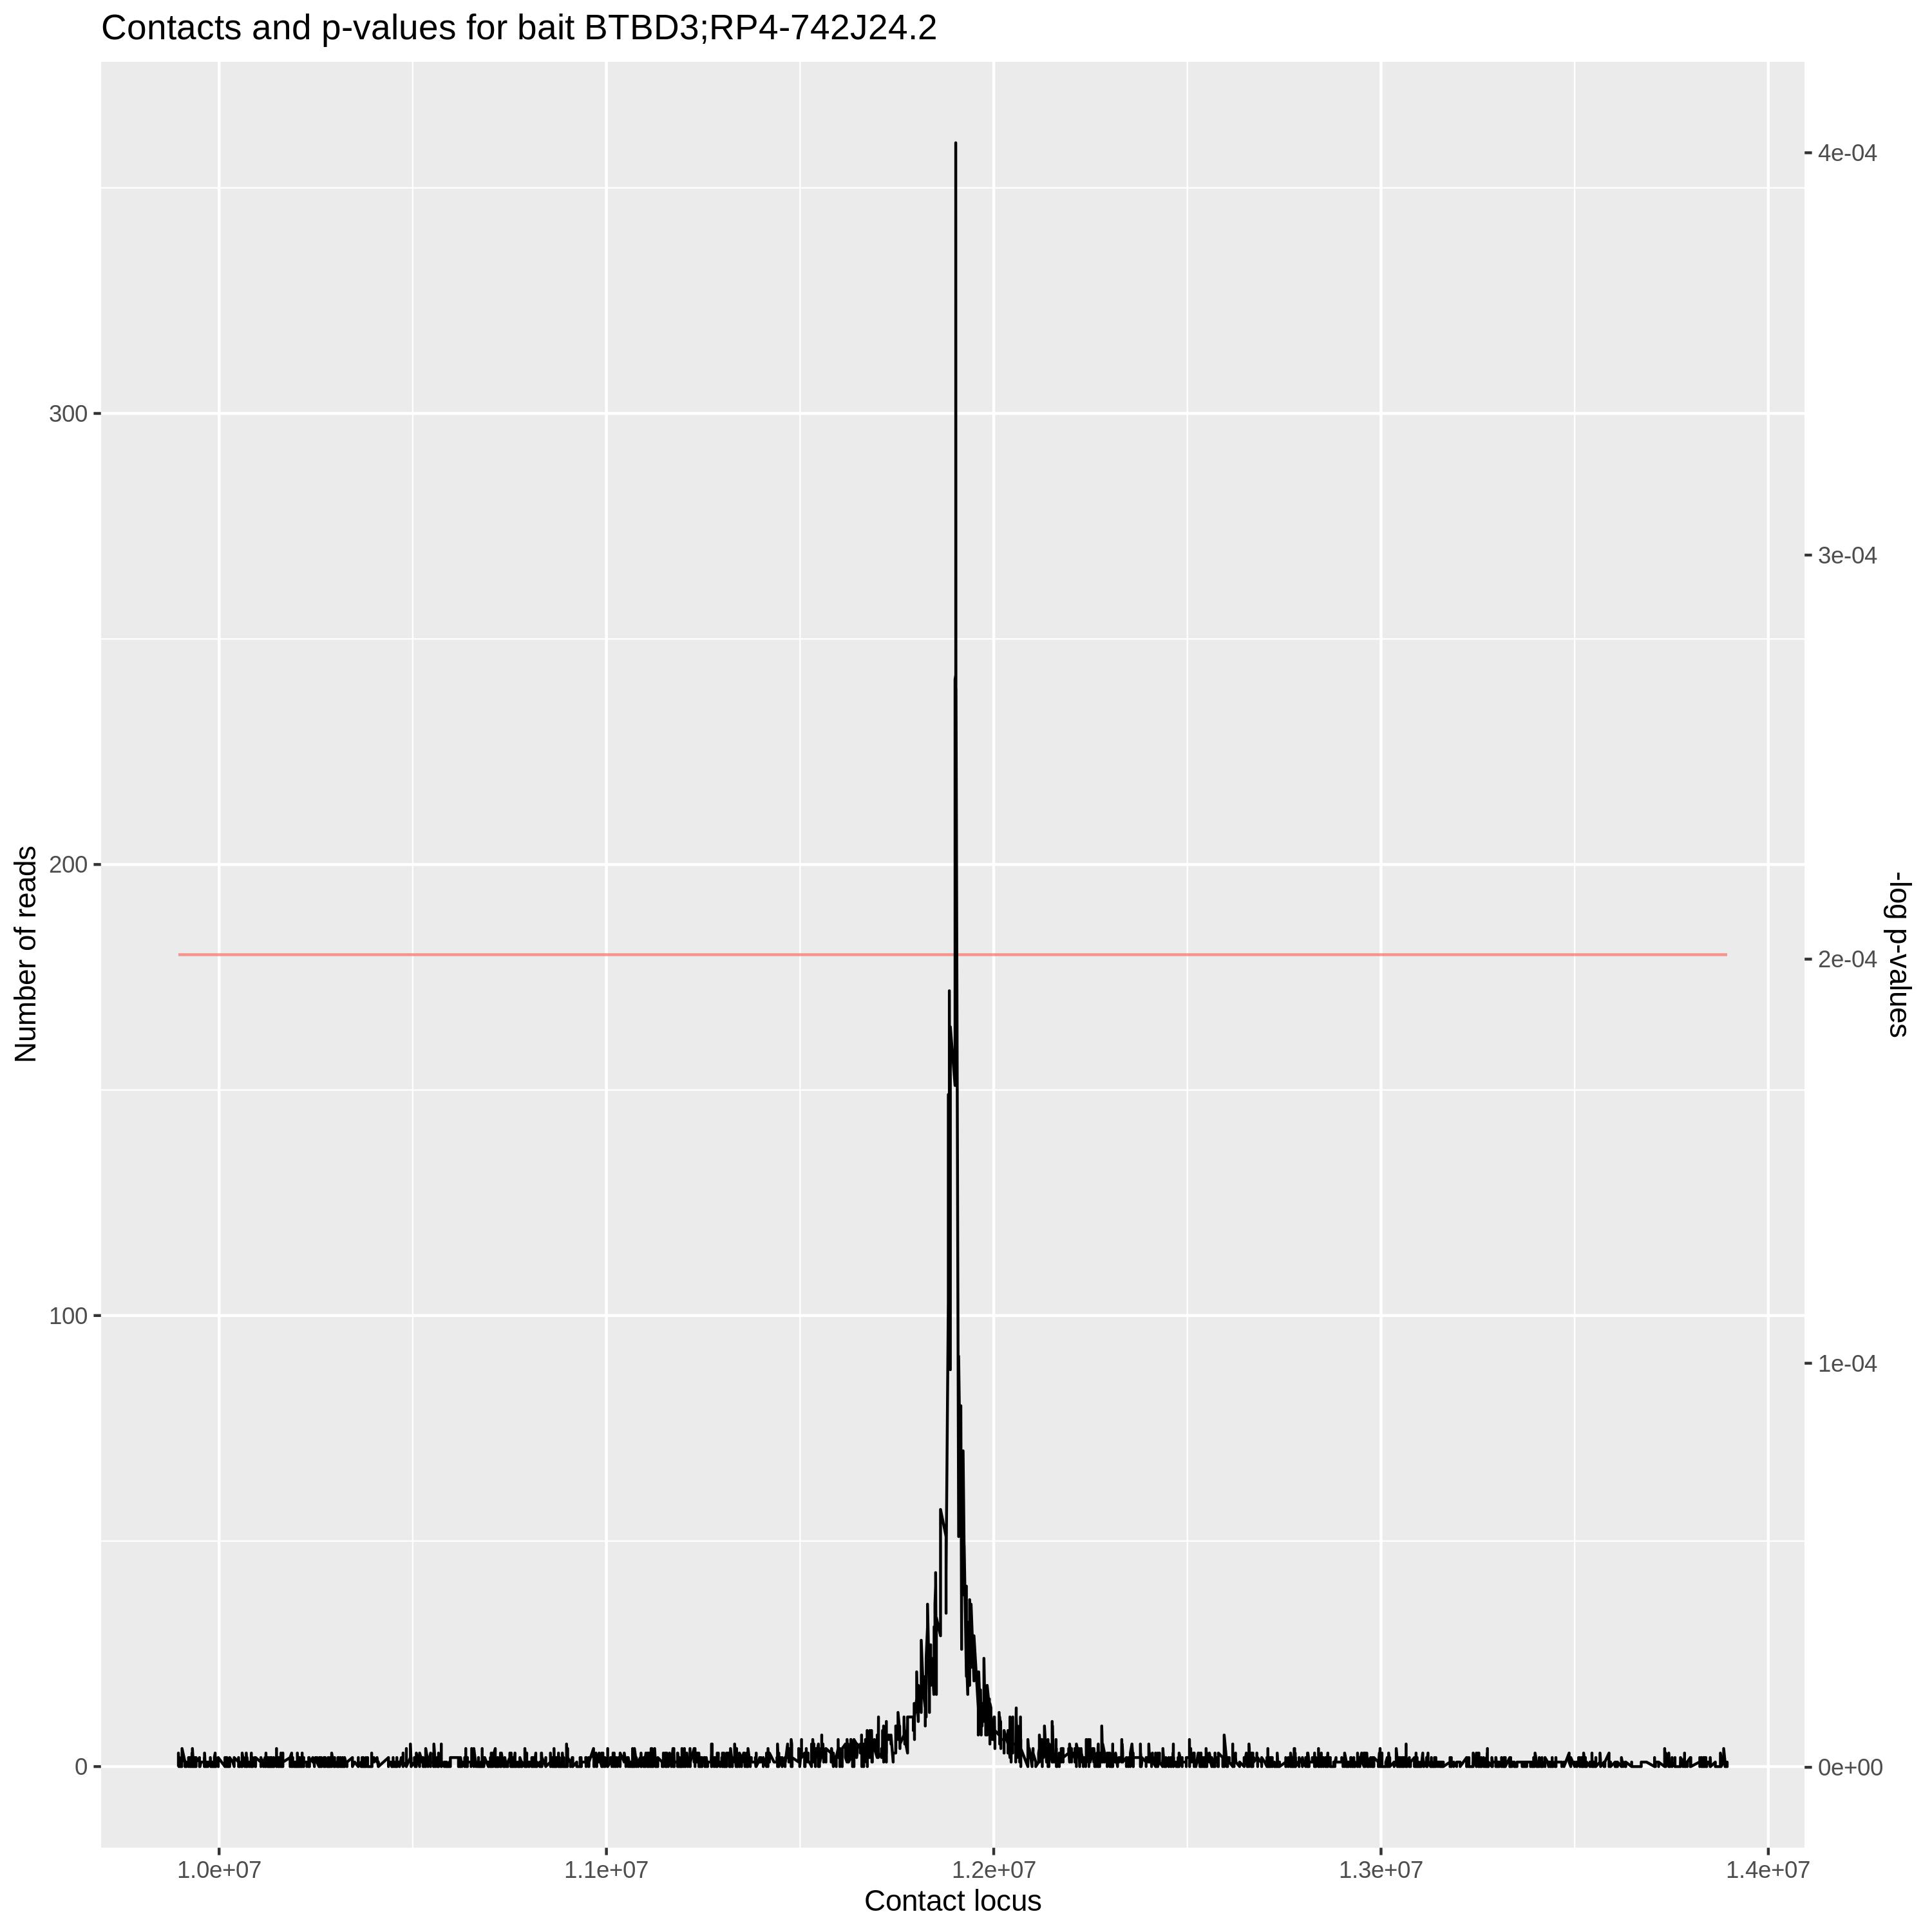 Contacts and p-values for bait BTBD3;RP4-742J24.2
Number of reads
300
200
100
0
4e-04
3e-04
2e-04
1e-04
0e+00
-log p-values
1.0e+07 1.1e+07 1.2e+07 1.3e+07 1.4e+07
Contact locus